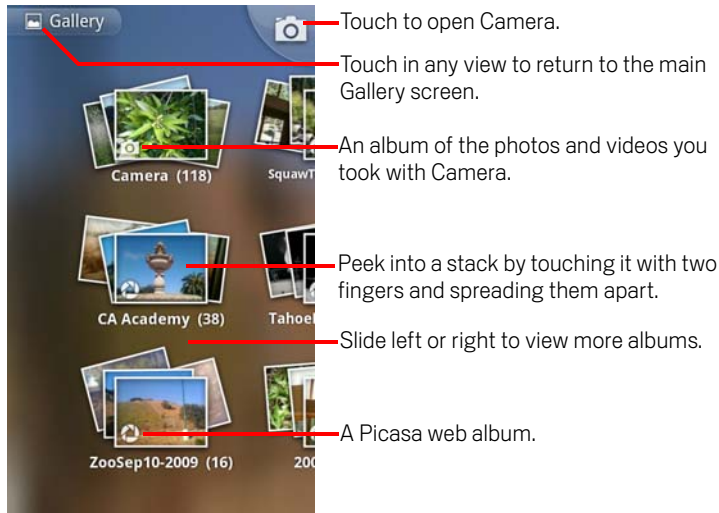 Gallery
Touch to open Camera.
Touch in any view to return to the main
Gallery screen.
An album of the photos and videos you
took with Camera.
Camera (118)
SquawT
Peek into a stack by touching it with two
fingers and spreading them apart.
CA Academy (38)
Tahoe
Slide left or right to view more albums.
A Picasa web album.
ZooSep10-2009 (16)
200